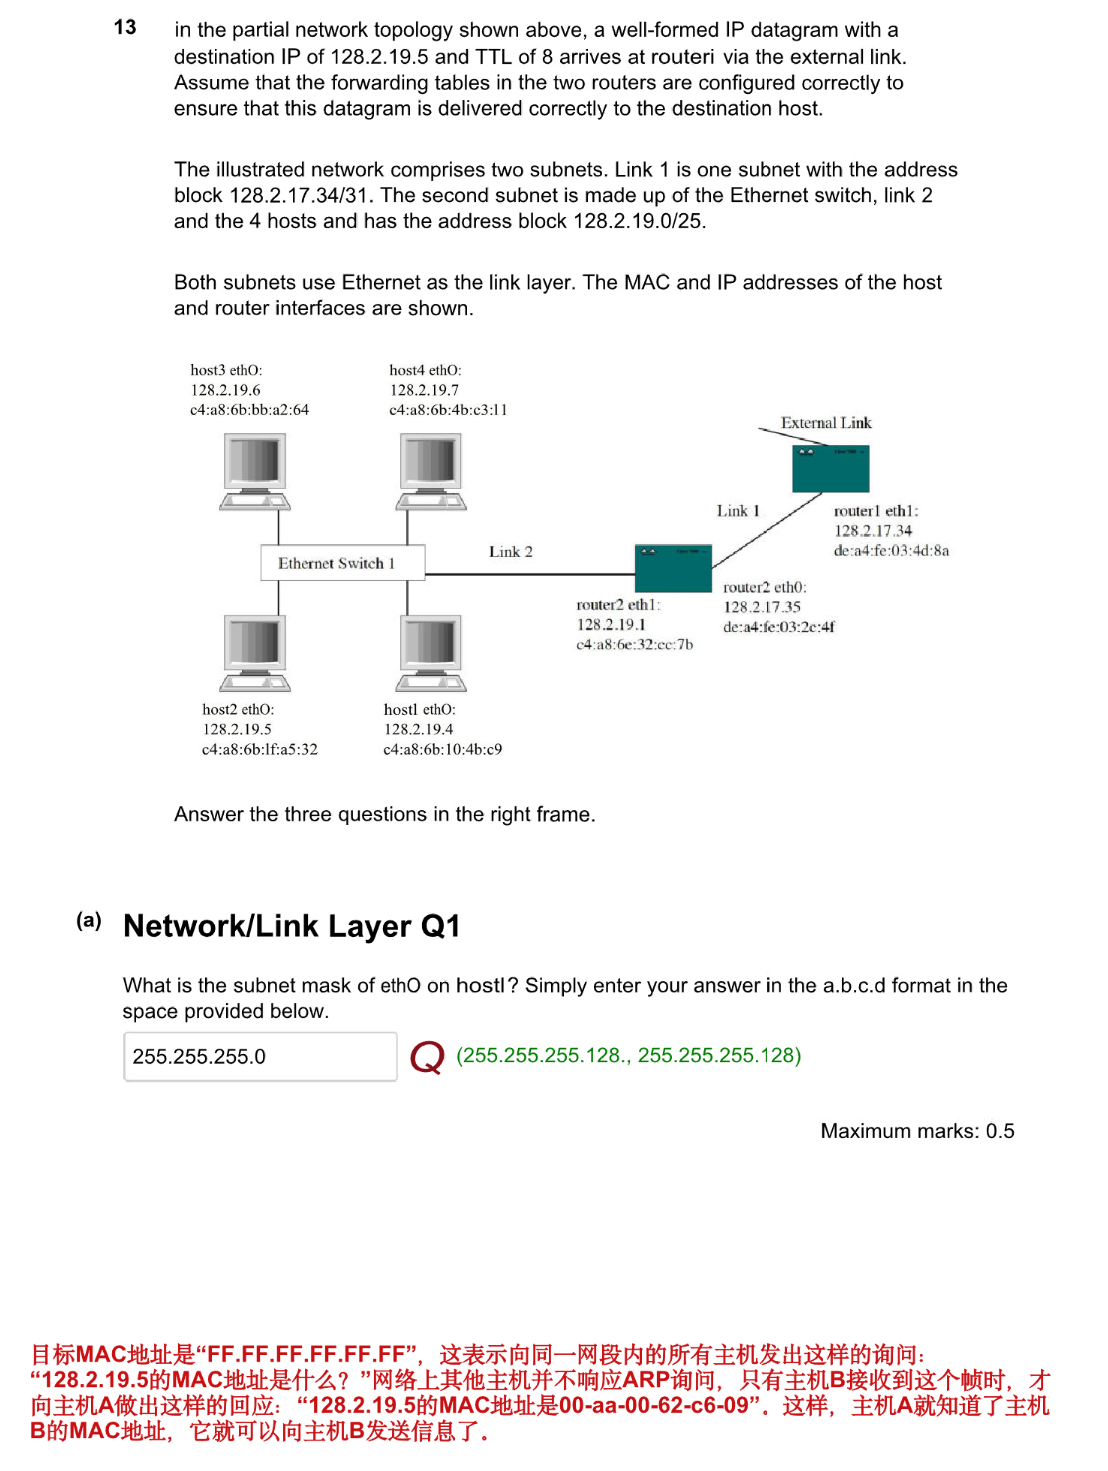 13 in the partial network topology shown above, a well-formed IP datagram with a
destination IP of 128.2.19.5 and TTL of 8 arrives at routeri via the external link.
Assume that the forwarding tables in the two routers are configured correctly to
ensure that this datagram is delivered correctly to the destination host.
The illustrated network comprises two subnets. Link 1 is one subnet with the address
block 128.2.17.34/31. The second subnet is made up of the Ethernet switch, link 2
and the 4 hosts and has the address block 128.2.19.0/25.
Both subnets use Ethernet as the link layer. The MAC and IP addresses of the host
and router interfaces are shown.
host3 ethO:
128.2.19.6
c4:a8:6b:bb:a2:64
host4 ethO:
128.2.19.7
c4:a8:6b:4b:c3:11
External Link
Link 1
router1 eth1:
128.2.17.34
de:a4:fe:03:4d:8a
Ethernet Switch 1
Link 2
router2 eth0:
128.2.17.35
de:a4:fe:03:2c:4f
router2 eth1:
128.2.19.1
c4:a8:6e:32:cc:7b
host2 ethO:
128.2.19.5
c4:a8:6b:lf:a5:32
hostl ethO:
128.2.19.4
c4:a8:6b:10:4b:c9
Answer the three questions in the right frame.
(a) Network/Link Layer Q1
What is the subnet mask of ethO on hostl? Simply enter your answer in the a.b.c.d format in the
space provided below.
255.255.255.0 Q (255.255.255.128., 255.255.255.128)
Maximum marks: 0.5
目标MAC地址是“FF.FF.FF.FF.FF.FF”，这表示向同一网段内的所有主机发出这样的询问：
“128.2.19.5的MAC地址是什么？”网络上其他主机并不响应ARP询问，只有主机B接收到这个帧时，才
向主机A做出这样的回应：“128.2.19.5的MAC地址是00-aa-00-62-c6-09”。这样，主机A就知道了主机
B的MAC地址，它就可以向主机B发送信息了。